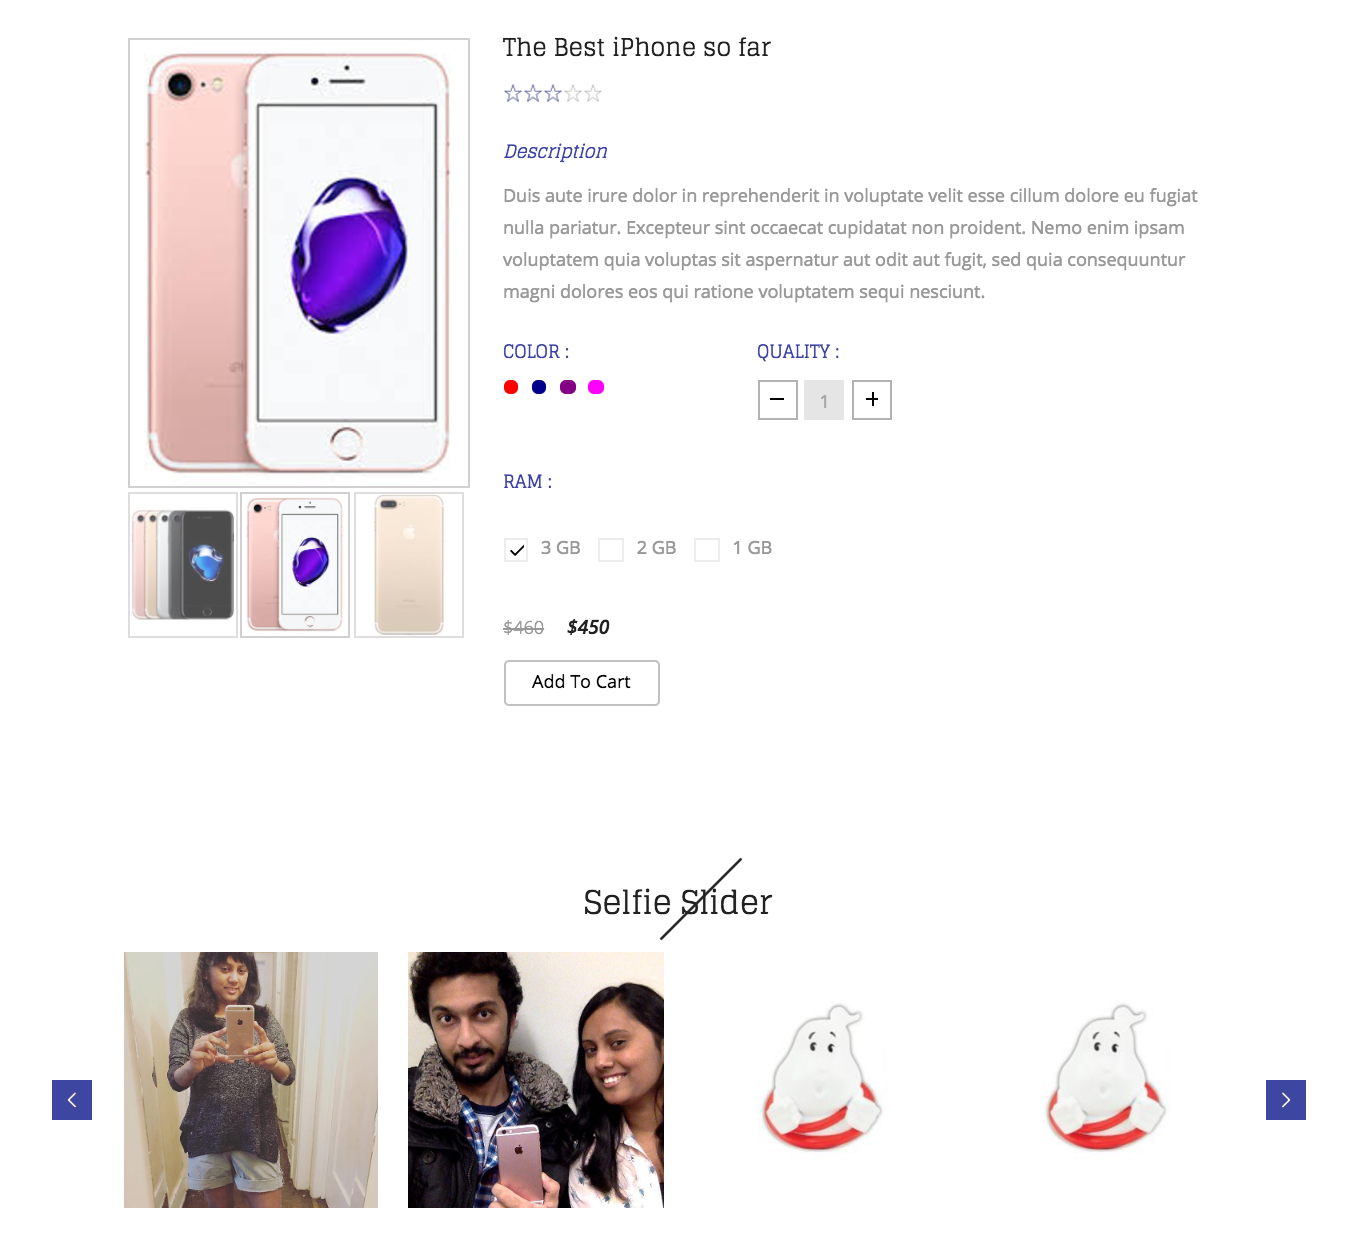 The Best iPhone so far
Description
Duis aute irure dolor in reprehenderit in voluptate velit esse cillum dolore eu fugiat
nulla pariatur. Excepteur sint occaecat cupidatat non proident. Nemo enim ipsam
voluptatem quia voluptas sit aspernatur aut odit aut fugit, sed quia consequuntur
magni dolores eos qui ratione voluptatem sequi nesciunt.
COLOR : QUALITY :
1
RAM :
3 GB 2 GB 1 GB
$460 $450
Add To Cart
Selfie Slider